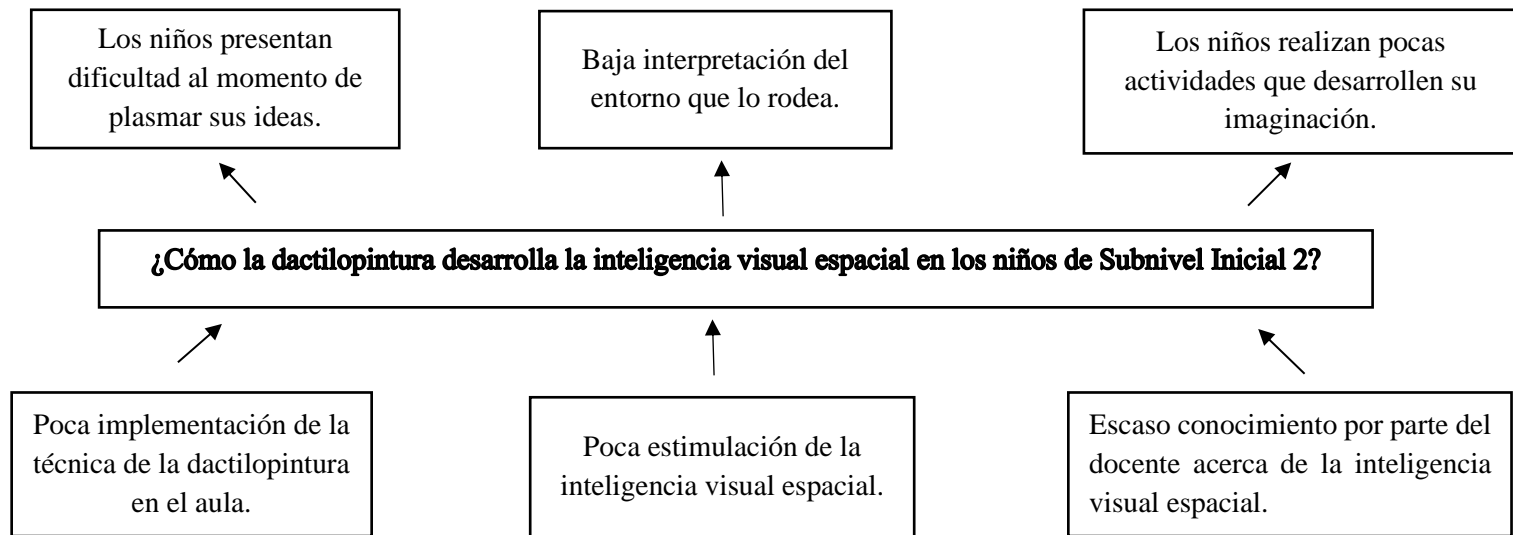 Los niños presentan
dificultad al momento de
plasmar sus ideas.
Baja interpretación del
entorno que lo rodea.
Los niños realizan pocas
actividades que desarrollen su
imaginación.
¿Cómo la dactilopintura desarrolla la inteligencia visual espacial en los niños de Subnivel Inicial 2?
Poca implementación de la
técnica de la dactilopintura
en el aula.
Poca estimulación de la
inteligencia visual espacial.
Escaso conocimiento por parte del
docente acerca de la inteligencia
visual espacial.